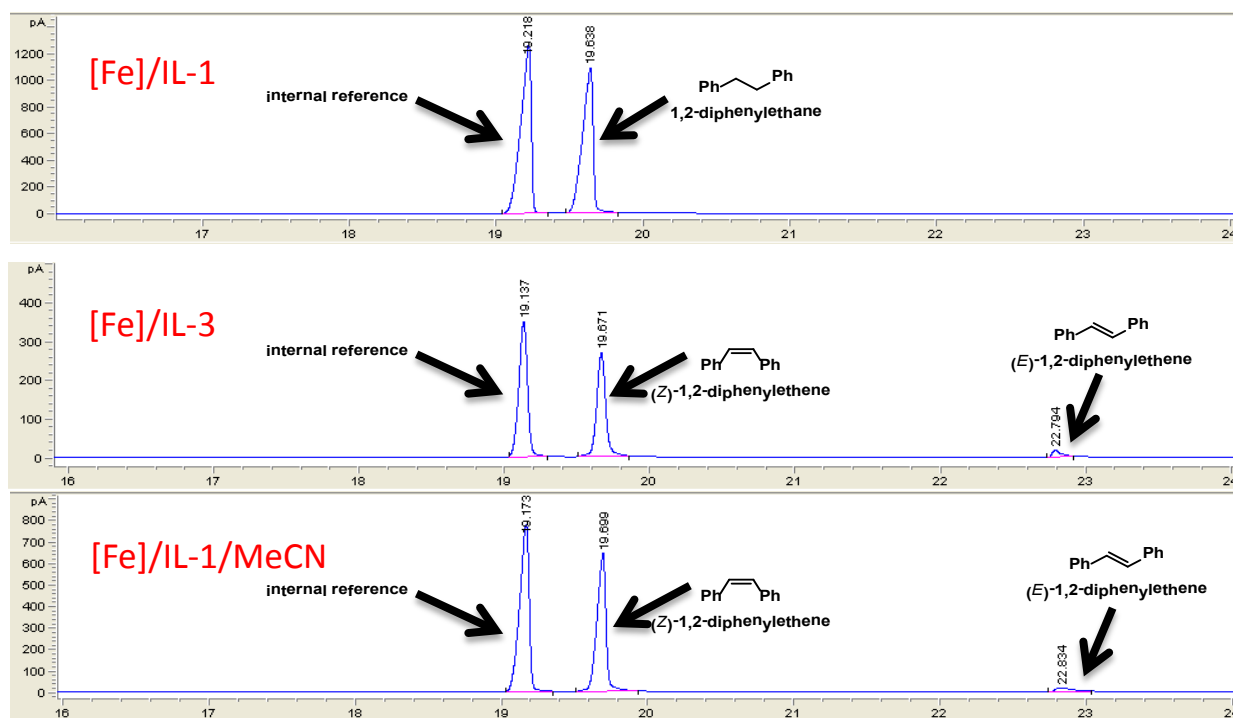 pA
19.218
19.638
1200
1000
800
600
400
200
0
[Fe]/IL-1
internal reference
Ph
Ph
1,2-diphenylethane
17
18
19
20
21
22
23
24
pA
19.137
19.671
22.794
400
300
200
100
0
[Fe]/IL-3
internal reference
Ph
Ph
(Z)-1,2-diphenylethene
Ph
Ph
(E)-1,2-diphenylethene
16
17
18
19
20
21
22
23
24
pA
19.173
19.699
22.834
800
700
600
500
400
300
200
100
0
[Fe]/IL-1/MeCN
internal reference
Ph
Ph
(Z)-1,2-diphenylethene
Ph
Ph
(E)-1,2-diphenylethene
16
17
18
19
20
21
22
23
24